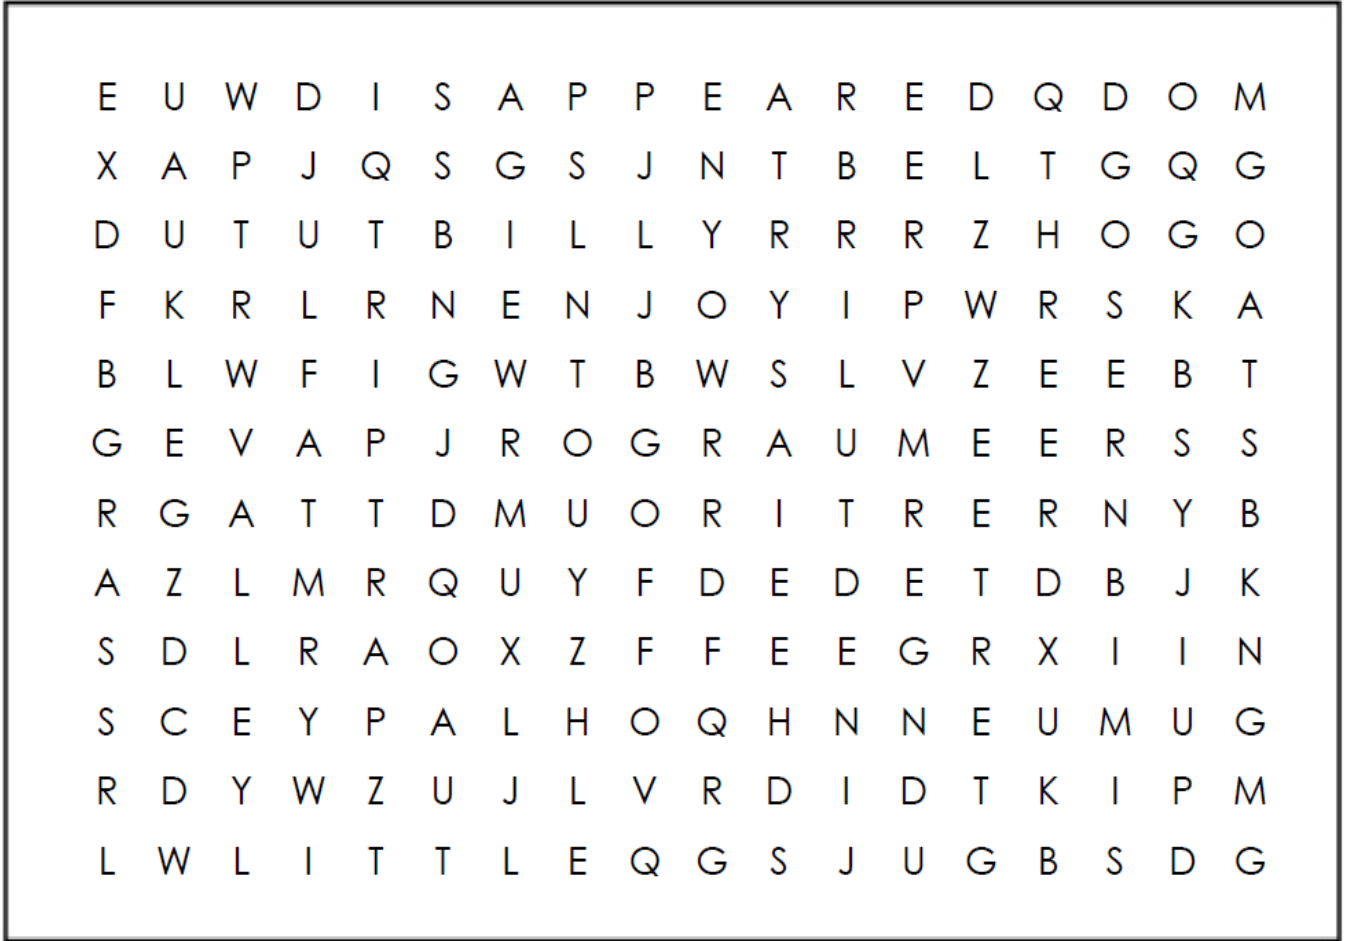 E U W D I S A P P E A R E D Q D O M
X A P J Q S G S J N T B E L T G Q G
D U T U T B I L L Y R R R Z H O G O
F K R L R N E N J O Y I P W R S K A
B L W F I G W T B W S L V Z E E B T
G E V A P J R O G R A U M E E R S S
R G A T T D M U O R I T R E R N Y B
A Z L M R Q U Y F D E D E T D B J K
S D L R A O X Z F F E E G R X I I N
S C E Y P A L H O Q H N N E U M U G
R D Y W Z U J L V R D I D T K I P M
L W L I T T L E Q G S J U G B S D G